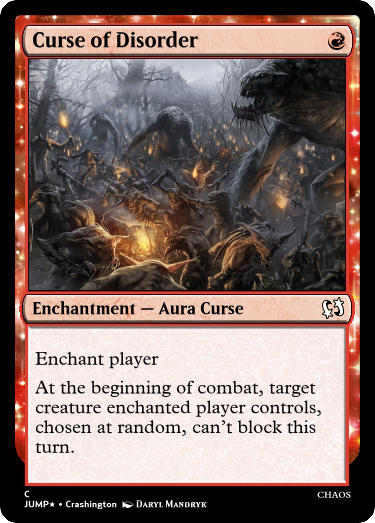 Curse of Disorder
Enchantment — Aura Curse
Enchant player
At the beginning of combat, target
creature enchanted player controls,
chosen at random, can't block this
turn.
C
CHAOS
JUMP★ • Crashington Daryl Mandryk